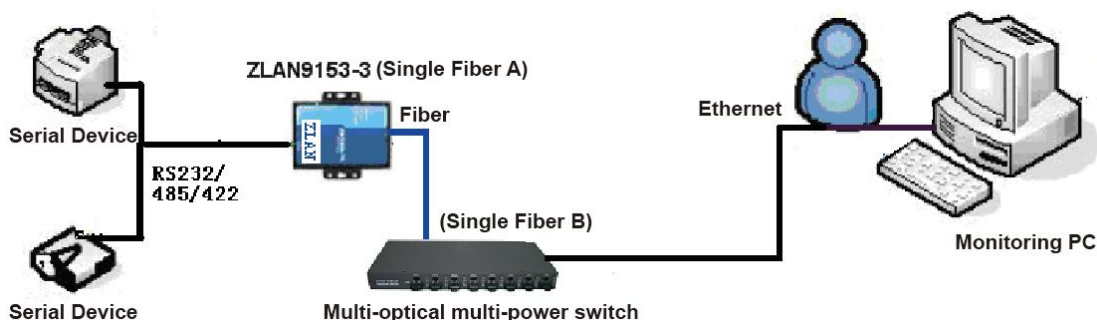 ZLAN9153-3 (Single Fiber A)
Fiber
Ethernet
Serial Device
ZLAN
RS232/
485/422
(Single Fiber B)
Monitoring PC
Serial Device
Multi-optical multi-power switch